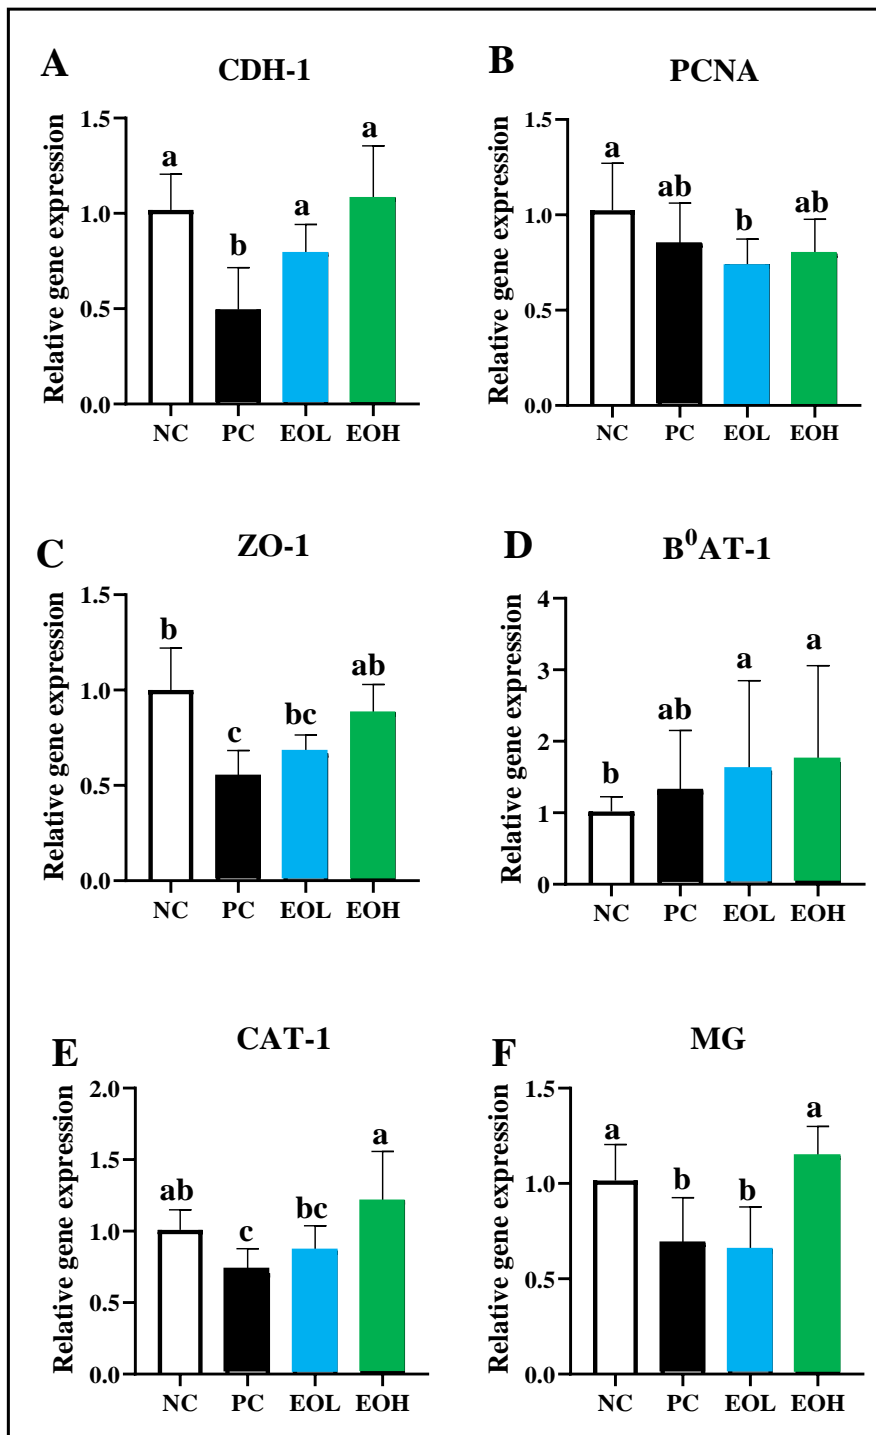 A
CDH-1
Relative gene expression
1.5
1.0
0.5
0.0
a
b
a
a
NC PC EOL EOH
B
PCNA
Relative gene expression
1.5
1.0
0.5
0.0
a
ab
b
ab
NC PC EOL EOH
C
ZO-1
Relative gene expression
1.5
1.0
0.5
0.0
b
c
bc
ab
NC PC EOL EOH
D
B⁰AT-1
Relative gene expression
4
3
2
1
0
b
ab
a
a
NC PC EOL EOH
E
CAT-1
Relative gene expression
2.0
1.5
1.0
0.5
0.0
ab
c
bc
a
NC PC EOL EOH
F
MG
Relative gene expression
1.5
1.0
0.5
0.0
a
b
b
a
NC PC EOL EOH